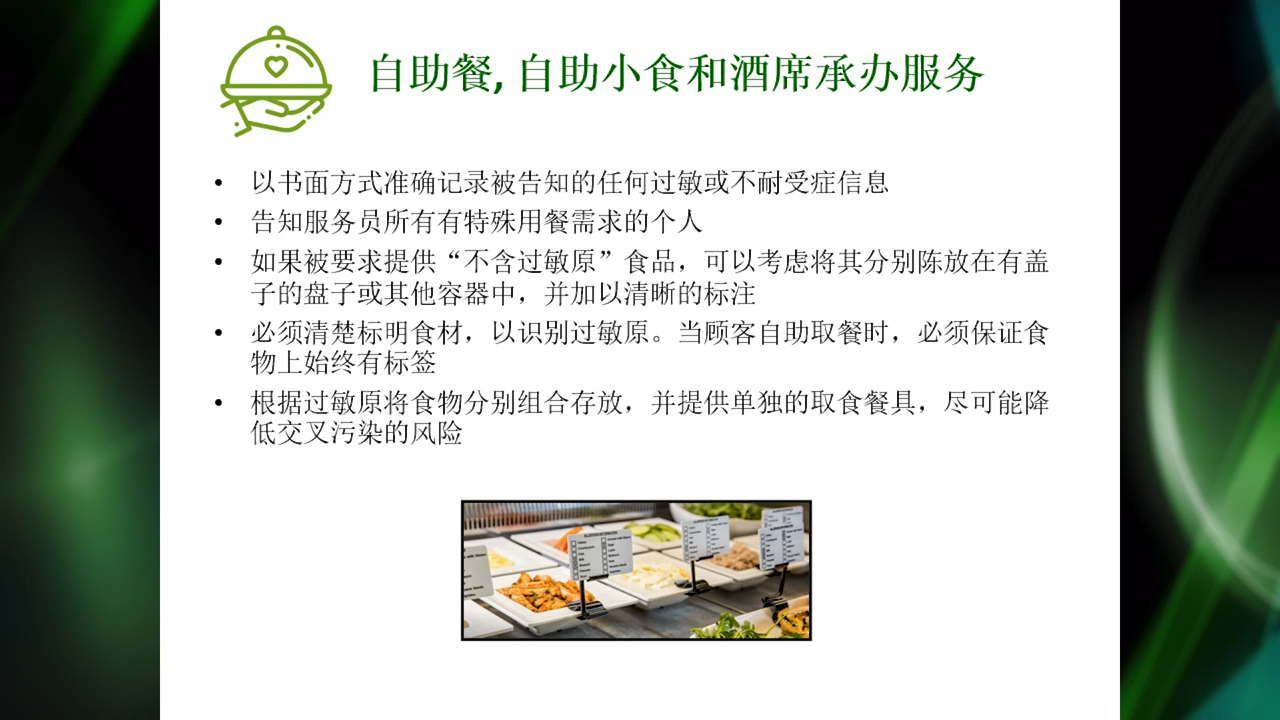 自助餐, 自助小食和酒席承办服务
• 以书面方式准确记录被告知的任何过敏或不耐受症信息
• 告知服务员所有有特殊用餐需求的个人
• 如果被要求提供“不含过敏原”食品，可以考虑将其分别陈放在有盖
子的盘子或其他容器中，并加以清晰的标注
• 必须清楚标明食材，以识别过敏原。当顾客自助取餐时，必须保证食
物上始终有标签
• 根据过敏原将食物分别组合存放，并提供单独的取食餐具，尽可能降
低交叉污染的风险